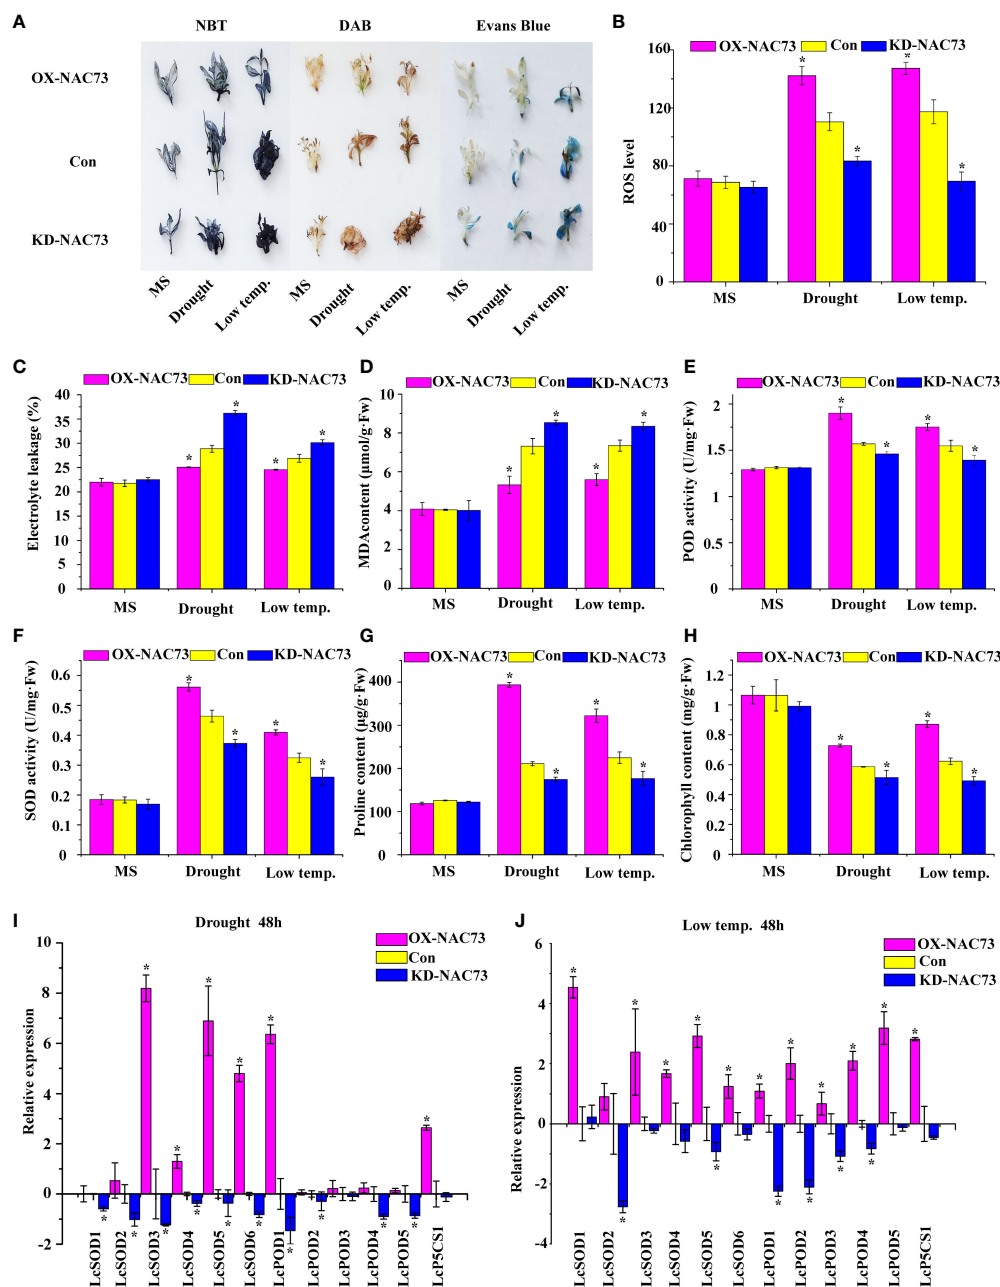 A
NBT DAB Evans Blue
OX-NAC73
Con
KD-NAC73
MS Drought Low temp. MS Drought Low temp. MS Drought Low temp.
B
OX-NAC73 Con KD-NAC73
ROS level
160
120
80
40
0
* * * *
MS Drought Low temp.
C
OX-NAC73 Con KD-NAC73
Electrolyte leakage (%)
40
35
30
25
20
15
10
5
0
* * * *
MS Drought Low temp.
D
OX-NAC73 Con KD-NAC73
MDAcontent (μmol/g·Fw)
10
8
6
4
2
0
* * * *
MS Drought Low temp.
E
OX-NAC73 Con KD-NAC73
POD activity (U/mg·Fw)
2
1.5
1
0.5
0
* * * *
MS Drought Low temp.
F
OX-NAC73 Con KD-NAC73
SOD activity (U/mg·Fw)
0.6
0.5
0.4
0.3
0.2
0.1
0
* * * *
MS Drought Low temp.
G
OX-NAC73 Con KD-NAC73
Proline content (μg/g·Fw)
400
300
200
100
0
* * * *
MS Drought Low temp.
H
OX-NAC73 Con KD-NAC73
Chlorophyll content (mg/g·Fw)
1.2
1
0.8
0.6
0.4
0.2
0
* * * *
MS Drought Low temp.
I
Drought 48h
OX-NAC73
Con
KD-NAC73
Relative expression
10
8
6
4
2
0
-2
* * * * * * * * * * * * * * * *
LcSOD1 LcSOD2 LcSOD3 LcSOD4 LcSOD5 LcSOD6 LcPOD1 LcPOD2 LcPOD3 LcPOD4 LcPOD5 LcP5CS1
J
Low temp. 48h
OX-NAC73
Con
KD-NAC73
Relative expression
6
4
2
0
-2
-4
* * * * * * * * * * * * * * * * *
LcSOD1 LcSOD2 LcSOD3 LcSOD4 LcSOD5 LcSOD6 LcPOD1 LcPOD2 LcPOD3 LcPOD4 LcPOD5 LcP5CS1